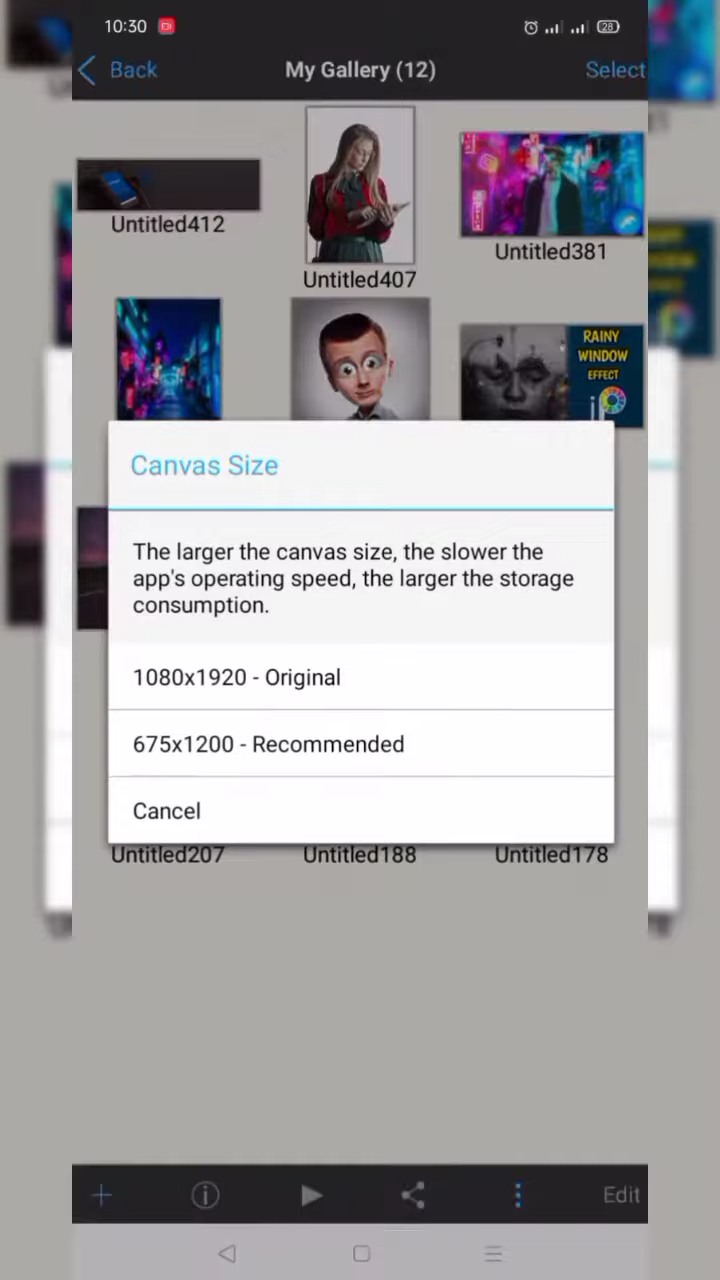 10:30
28
Back
My Gallery (12)
Select
Untitled412
Untitled407
Untitled381
RAINY
WINDOW
EFFECT
Canvas Size
The larger the canvas size, the slower the
app's operating speed, the larger the storage
consumption.
1080x1920 - Original
675x1200 - Recommended
Cancel
Untitled207
Untitled188
Untitled178
Edit